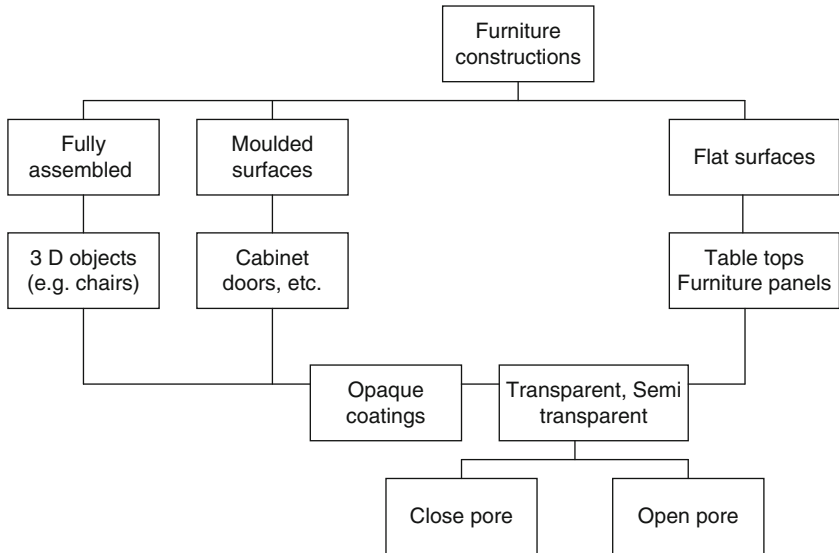 Furniture
constructions
Fully
assembled
Moulded
surfaces
Flat surfaces
3 D objects
(e.g. chairs)
Cabinet
doors, etc.
Table tops
Furniture panels
Opaque
coatings
Transparent, Semi
transparent
Close pore
Open pore